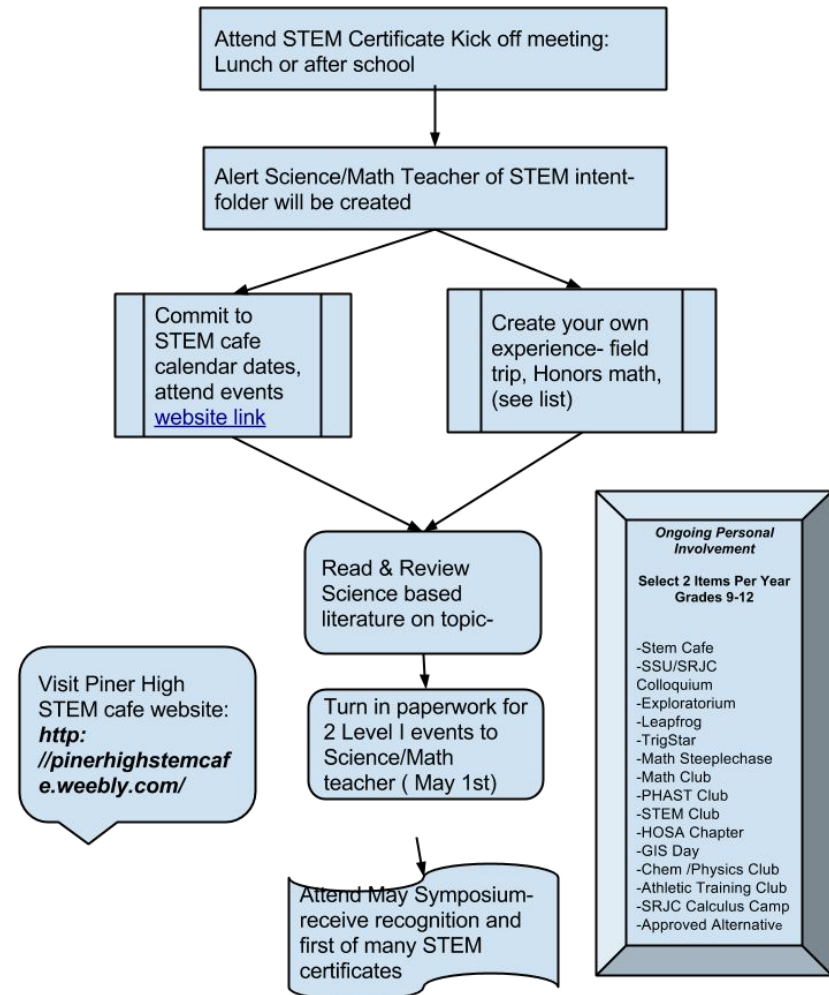 Attend STEM Certificate Kick off meeting:
Lunch or after school
Alert Science/Math Teacher of STEM intent-
folder will be created
Commit to
STEM cafe
calendar dates,
attend events
website link
Create your own
experience- field
trip, Honors math,
(see list)
Read & Review
Science based
literature on topic-
Turn in paperwork for
2 Level I events to
Science/Math
teacher ( May 1st)
Attend May Symposium-
receive recognition and
first of many STEM
certificates
Visit Piner High
STEM cafe website:
http:
//pinerhighstemcaf
e.weebly.com/
Ongoing Personal
Involvement
Select 2 Items Per Year
Grades 9-12
-Stem Cafe
-SSU/SRJC
Colloquium
-Exploratorium
-Leapfrog
-TrigStar
-Math Steeplechase
-Math Club
-PHAST Club
-STEM Club
-HOSA Chapter
-GIS Day
-Chem /Physics Club
-Athletic Training Club
-SRJC Calculus Camp
-Approved Alternative